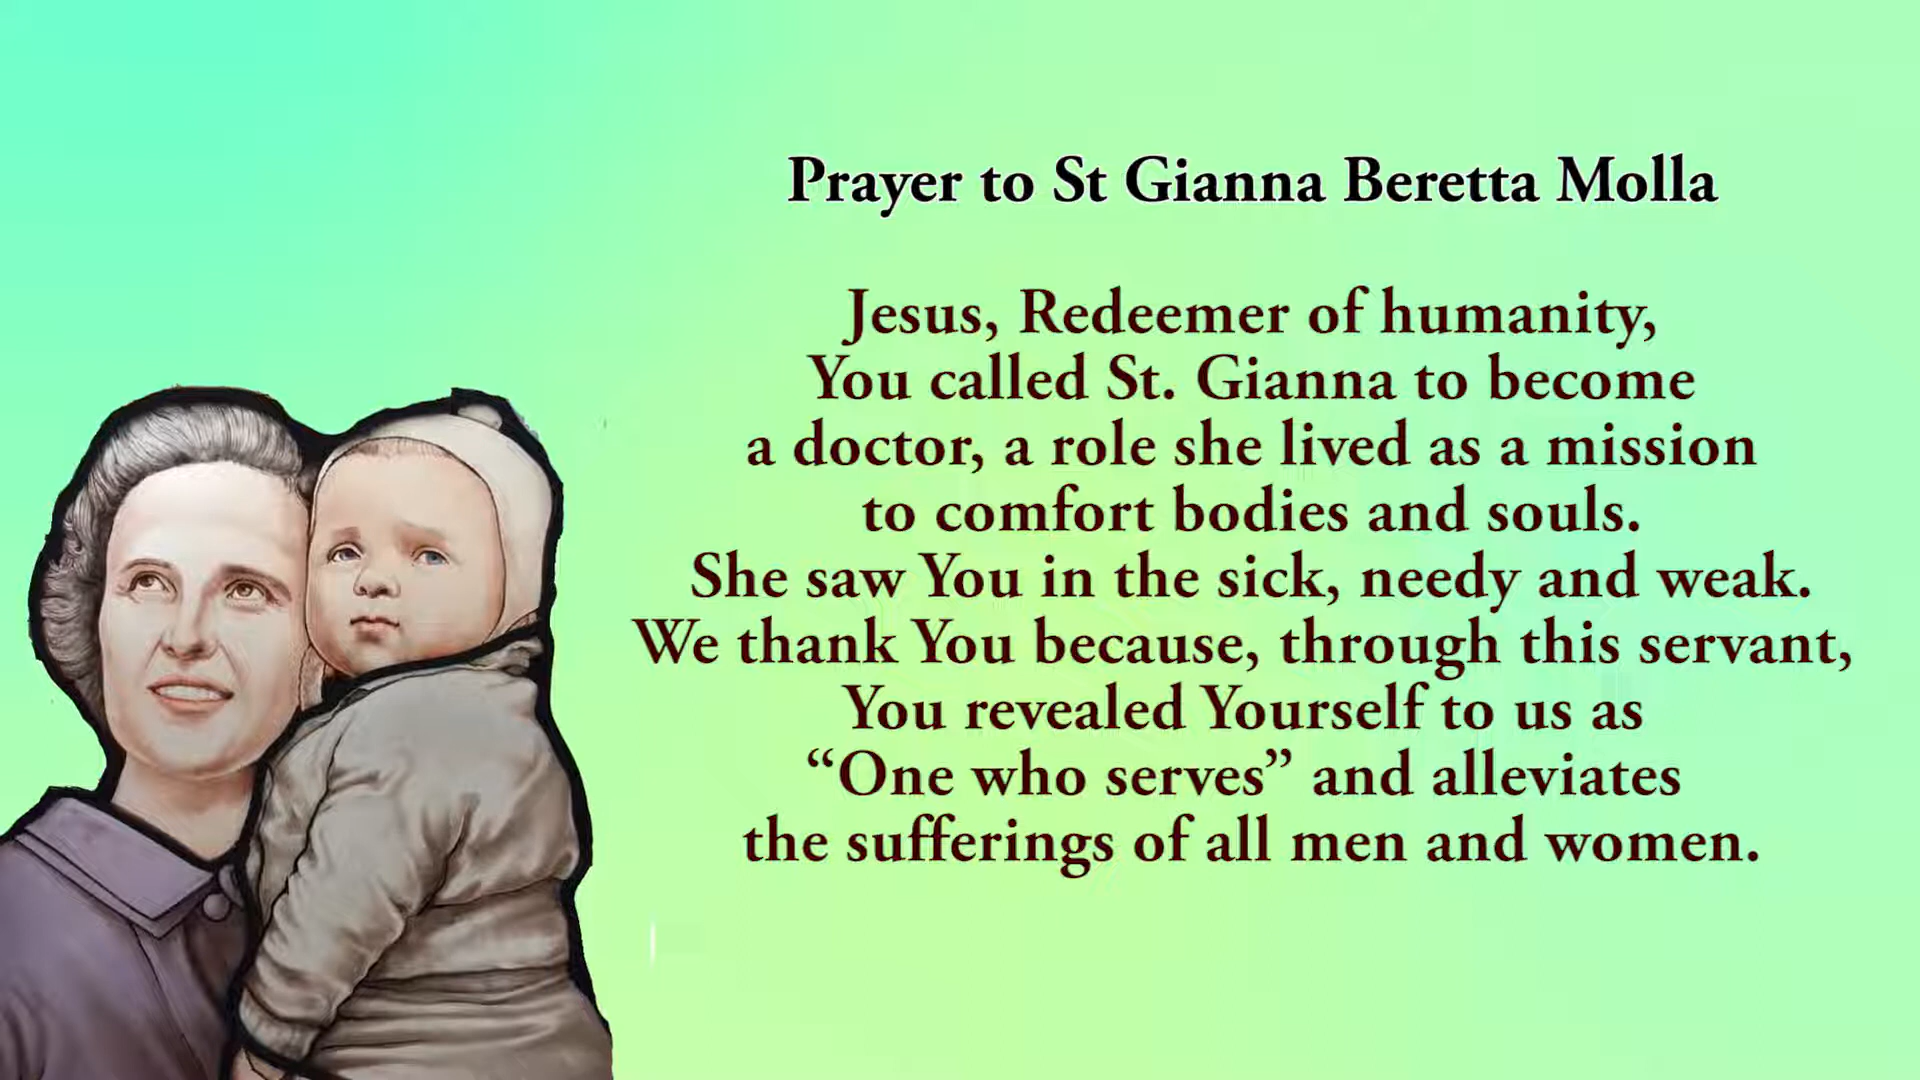 Prayer to St Gianna Beretta Molla
Jesus, Redeemer of humanity,
You called St. Gianna to become
a doctor, a role she lived as a mission
to comfort bodies and souls.
She saw You in the sick, needy and weak.
We thank You because, through this servant,
You revealed Yourself to us as
“One who serves” and alleviates
the sufferings of all men and women.